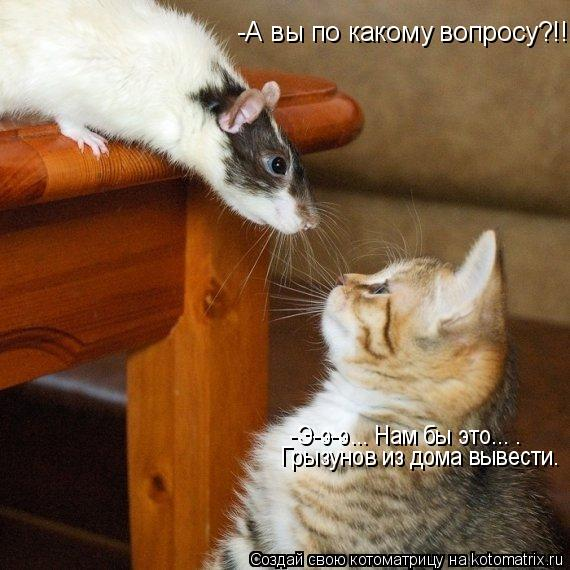 -А вы по какому вопросу?!!
-Э-э-э... Нам бы это... .
Грызунов из дома вывести.
Создай свою котоматрицу на kotomatrix.ru